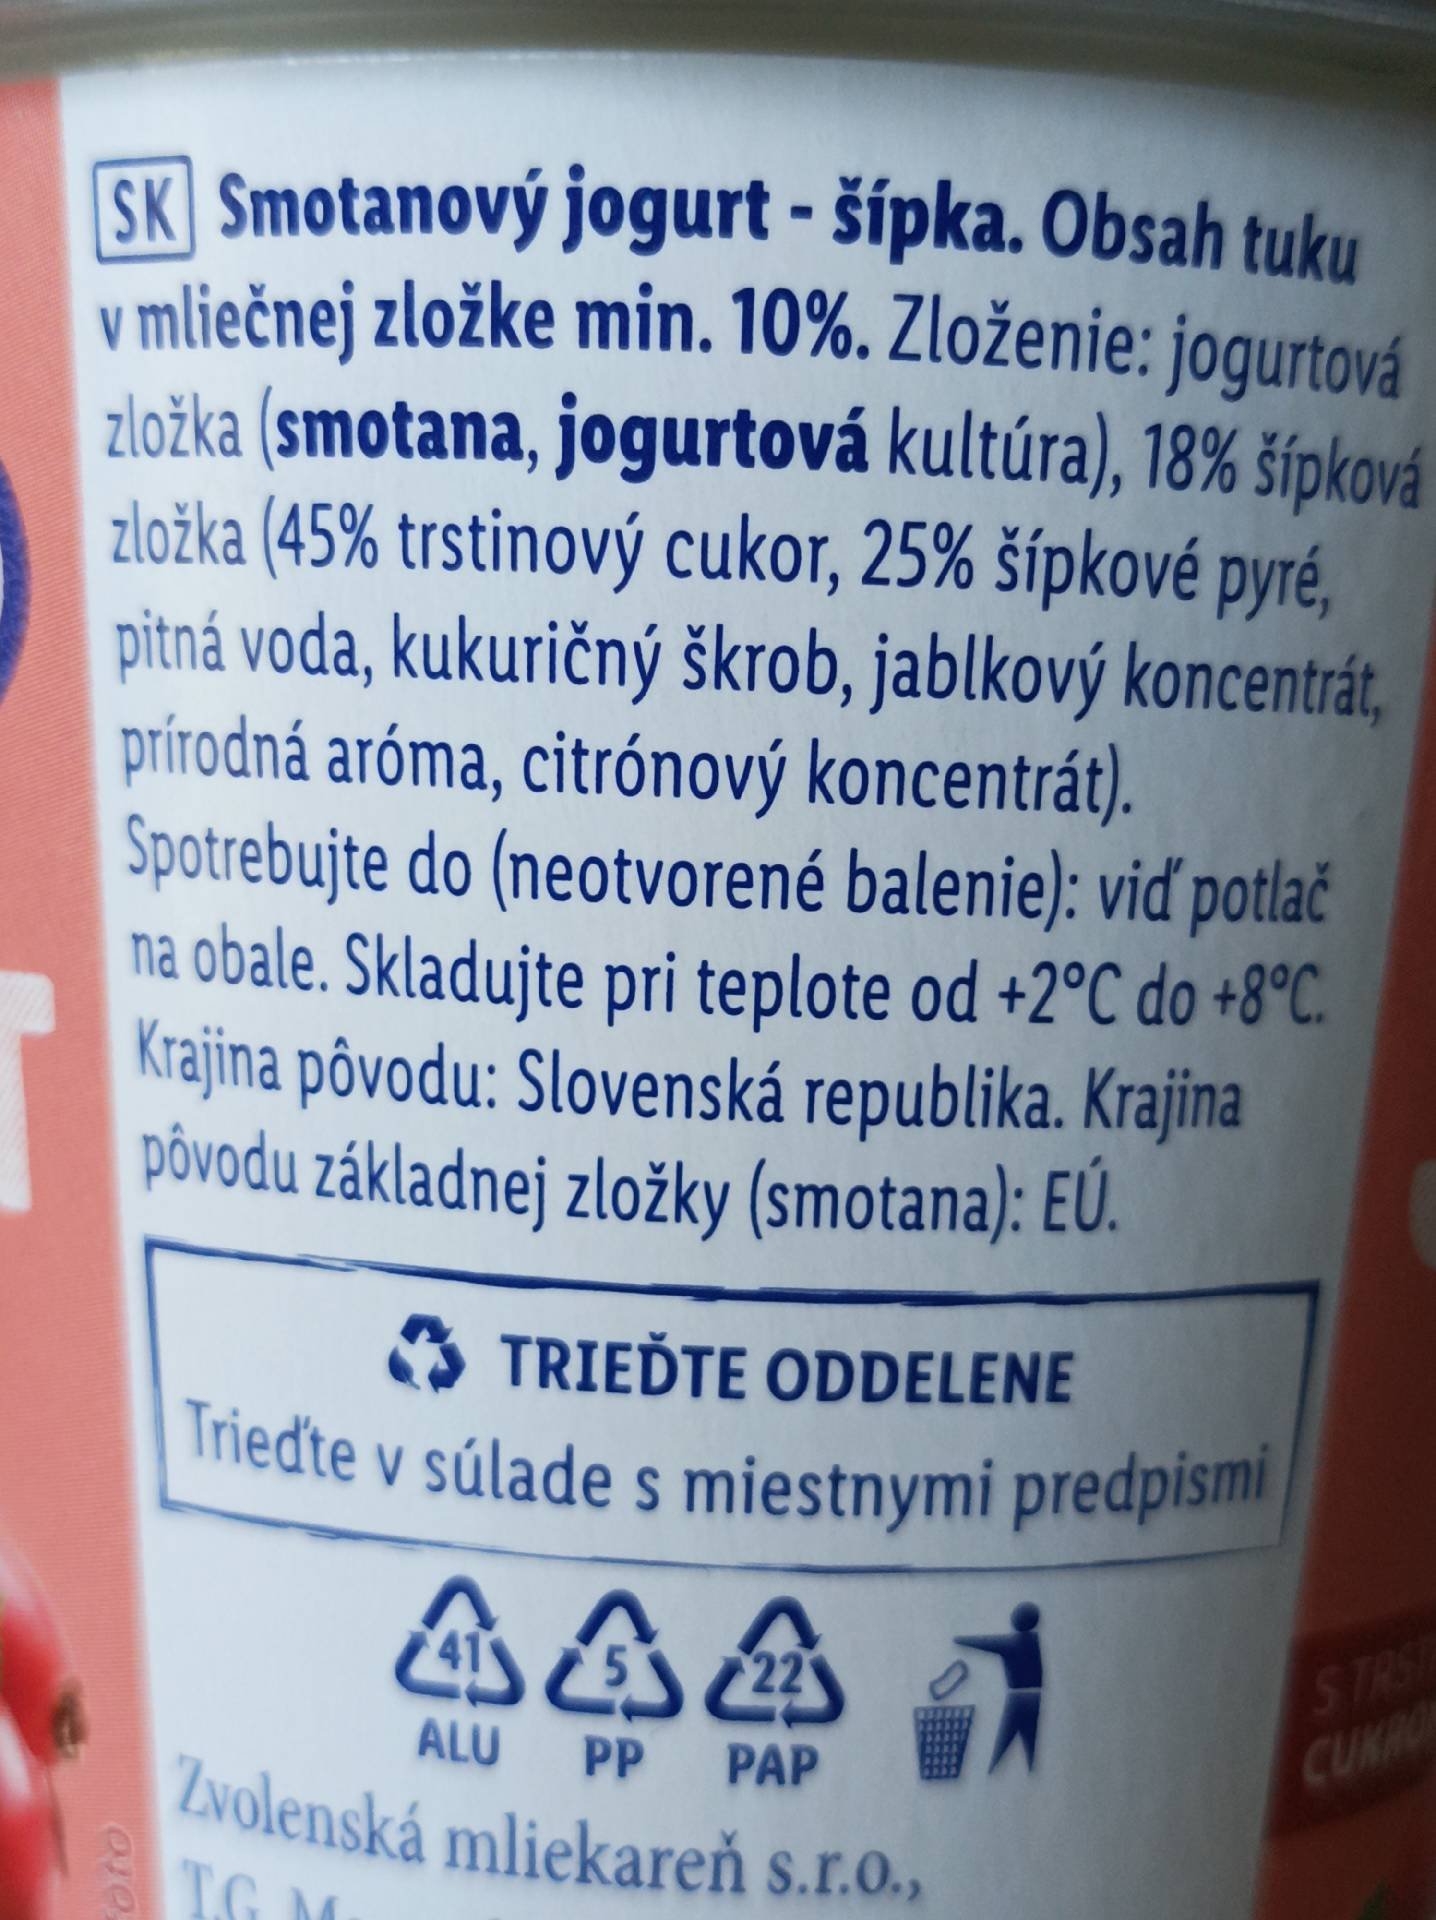 SK Smotanový jogurt - šípka. Obsah tuku
v mliečnej zložke min. 10%. Zloženie: jogurtová
zložka (smotana, jogurtová kultúra), 18% šípková
zložka (45% trstinový cukor, 25% šípkové pyré,
pitná voda, kukuričný škrob, jablkový koncentrát,
prírodná aróma, citrónový koncentrát).
Spotrebujte do (neotvorené balenie): viď potlač
na obale. Skladujte pri teplote od +2°C do +8°C.
Krajina pôvodu: Slovenská republika. Krajina
pôvodu základnej zložky (smotana): EÚ.
TRIEĎTE ODDELENE
Trieďte v súlade s miestnymi predpismi
41 5 22
ALU PP PAP
Zvolenská mliekareň s.r.o.,
T.G.